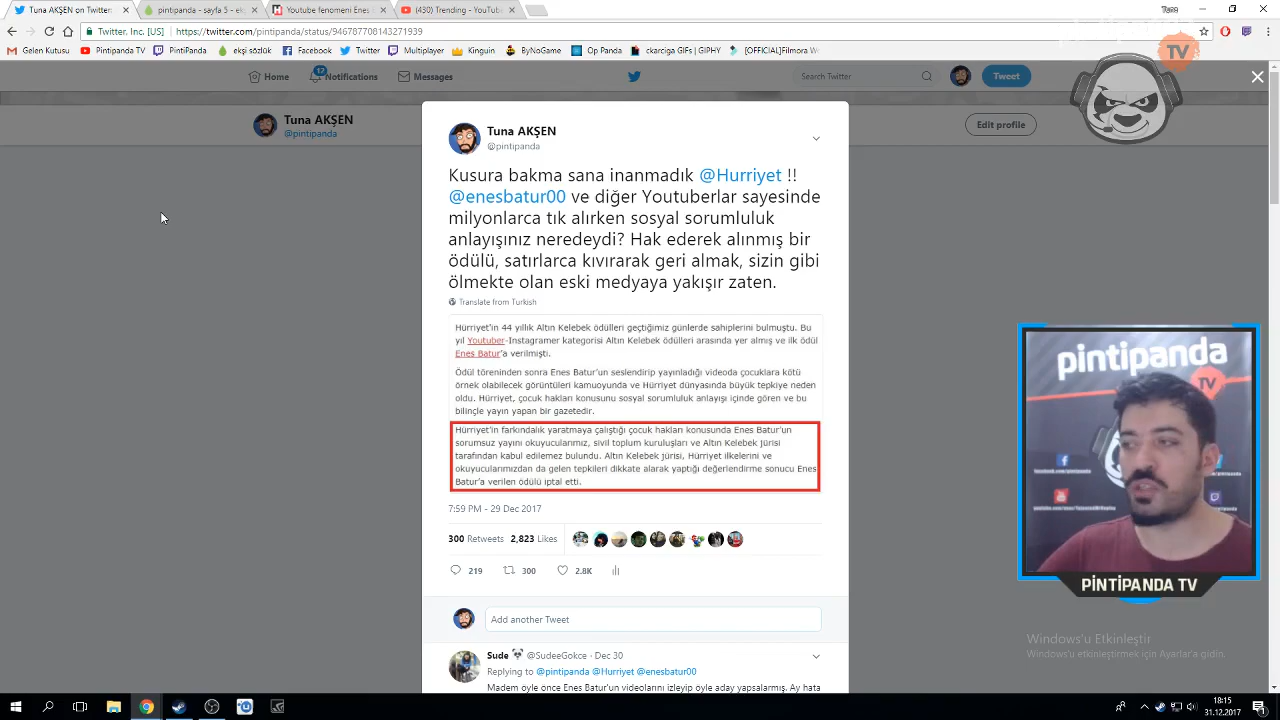 Tuna AKŞEN on Twitter:
pintipanda - sayfa 5 - ek
Youtube fenomeni Enes
(430) Trending - YouTube
Twitter, Inc. [US]
https://twitter.com/pintipanda/status/946787708143271939
Gelen Kutusu
Pintipanda TV
PintiPanda
ekşi sözlük
Facebook
Twitter
Multiplayer
Kinguin
ByNoGame
Op Panda
ckarciga GIFs | GIPHY
[OFFICIAL]Filmora
TV
Home
12
Notifications
Messages
Search Twitter
Tweet
Tuna AKŞEN
@pintipanda
Edit profile
Tuna AKŞEN
@pintipanda
Kusura bakma sana inanmadık @Hurriyet !!
@enesbatur00 ve diğer Youtuberlar sayesinde
milyonlarca tık alırken sosyal sorumluluk
anlayışınız neredeydi? Hak ederek alınmış bir
ödülü, satırlarca kıvırarak geri almak, sizin gibi
ölmekte olan eski medyaya yakışır zaten.
Translate from Turkish
Hürriyet'in 44 yıllık Altın Kelebek ödülleri geçtiğimiz günlerde sahiplerini bulmuştu. Bu
yıl Youtuber-Instagramer kategorisi Altın Kelebek ödülleri arasında yer almış ve ilk ödül
Enes Batur'a verilmişti.
Ödül töreninden sonra Enes Batur'un seslendirip yayınladığı videoda çocuklara kötü
örnek olabilecek görüntüleri kamuoyunda ve Hürriyet dünyasında büyük tepkiye neden
oldu. Hürriyet, çocuk hakları konusunu sosyal sorumluluk anlayışı içinde gören ve bu
bilinçle yayın yapan bir gazetedir.
Hürriyet'in farkındalık yaratmaya çalıştığı çocuk hakları konusunda Enes Batur'un
sorumsuz yayını okuyucularımız, sivil toplum kuruluşları ve Altın Kelebek jürisi
tarafından kabul edilemez bulundu. Altın Kelebek jürisi, Hürriyet ilkelerini ve
okuyucularımızdan da gelen tepkileri dikkate alarak yaptığı değerlendirme sonucu Enes
Batur'a verilen ödülü iptal etti.
7:59 PM - 29 Dec 2017
300 Retweets 2,823 Likes
219
300
2.8K
Add another Tweet
Sude @SudeeGokce · Dec 30
Replying to @pintipanda @Hurriyet @enesbatur00
Madem öyle önce Enes Batur'un videolarını izleyip öyle aday yapsalarmış. Ay hata
pintipanda
TV
PİNTİPANDA TV
Windows'u Etkinleştir
Windows'u etkinleştirmek için Ayarlar'a gidin.
18:15
31.12.2017